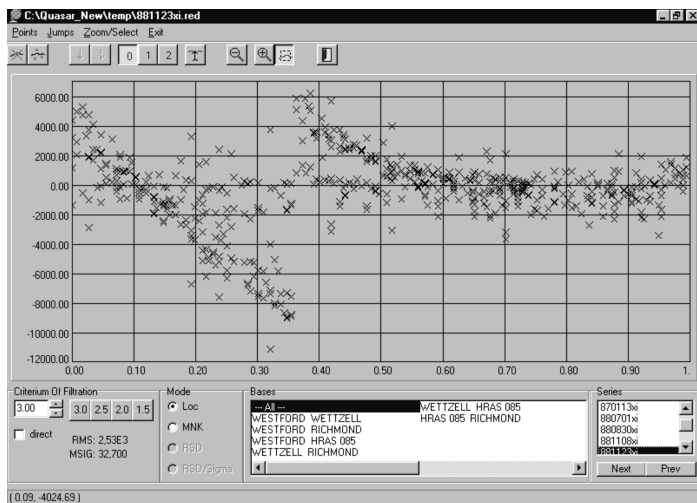 C:\Quasar_New\temp\881123xi.red
Points Jumps Zoom/Select Exit
0 1 2
6000.00
4000.00
2000.00
0.00
-2000.00
-4000.00
-6000.00
-8000.00
-10000.00
-12000.00
0.00 0.10 0.20 0.30 0.40 0.50 0.60 0.70 0.80 0.90 1.
Criterium Of Filtration
3.00 3.0 2.5 2.0 1.5
direct
RMS: 2,53E3
MSIG: 32,700
Mode
Loc
MNK
RSD
RSD/Sigma
Bases
--- All ---
WESTFORD WETTZELL
WESTFORD RICHMOND
WESTFORD HRAS 085
WETTZELL RICHMOND
WETTZELL HRAS 085
HRAS 085 RICHMOND
Series
870113xi
880701xi
880830xi
881108xi
881123xi
Next Prev
( 0.09, -4024.69 )